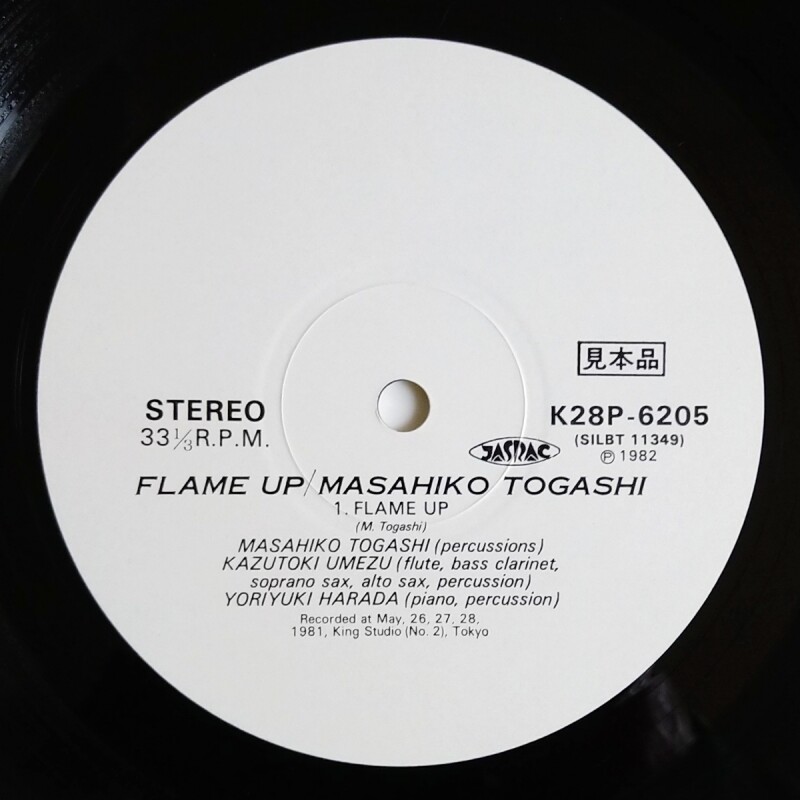 見本品
STEREO
33⅓R.P.M.
K28P-6205
(SILBT 11349)
JASRAC
Ⓟ 1982
FLAME UP/MASAHIKO TOGASHI
1. FLAME UP
(M. Togashi)
MASAHIKO TOGASHI (percussions)
KAZUTOKI UMEZU (flute, bass clarinet,
soprano sax, alto sax, percussion)
YORIYUKI HARADA (piano, percussion)
Recorded at May, 26, 27, 28,
1981, King Studio (No. 2), Tokyo